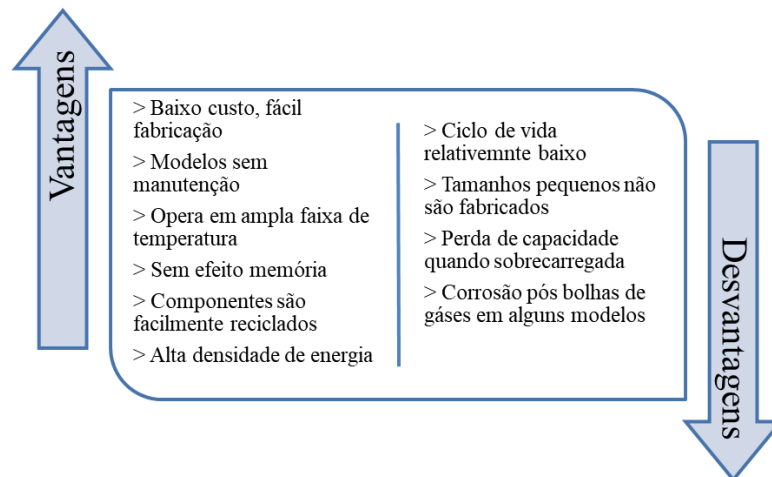 Vantagens
> Baixo custo, fácil
fabricação
> Modelos sem
manutenção
> Opera em ampla faixa de
temperatura
> Sem efeito memória
> Componentes são
facilmente reciclados
> Alta densidade de energia
> Ciclo de vida
relativemnte baixo
> Tamanhos pequenos não
são fabricados
> Perda de capacidade
quando sobrecarregada
> Corrosão pós bolhas de
gáses em alguns modelos
Desvantagens